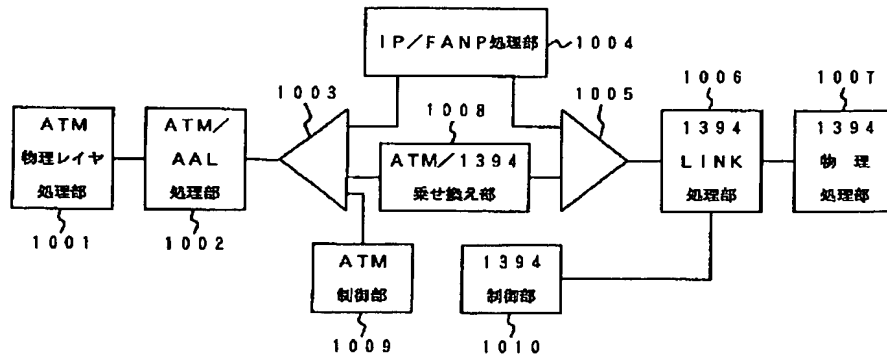 IP/FANP処理部
1004
1003
1005
1006
1007
1008
ATM
物理レイヤ
処理部
1001
ATM/
AAL
処理部
1002
ATM/1394
乗せ換え部
1394
LINK
処理部
1394
物 理
処理部
ATM
制御部
1009
1394
制御部
1010